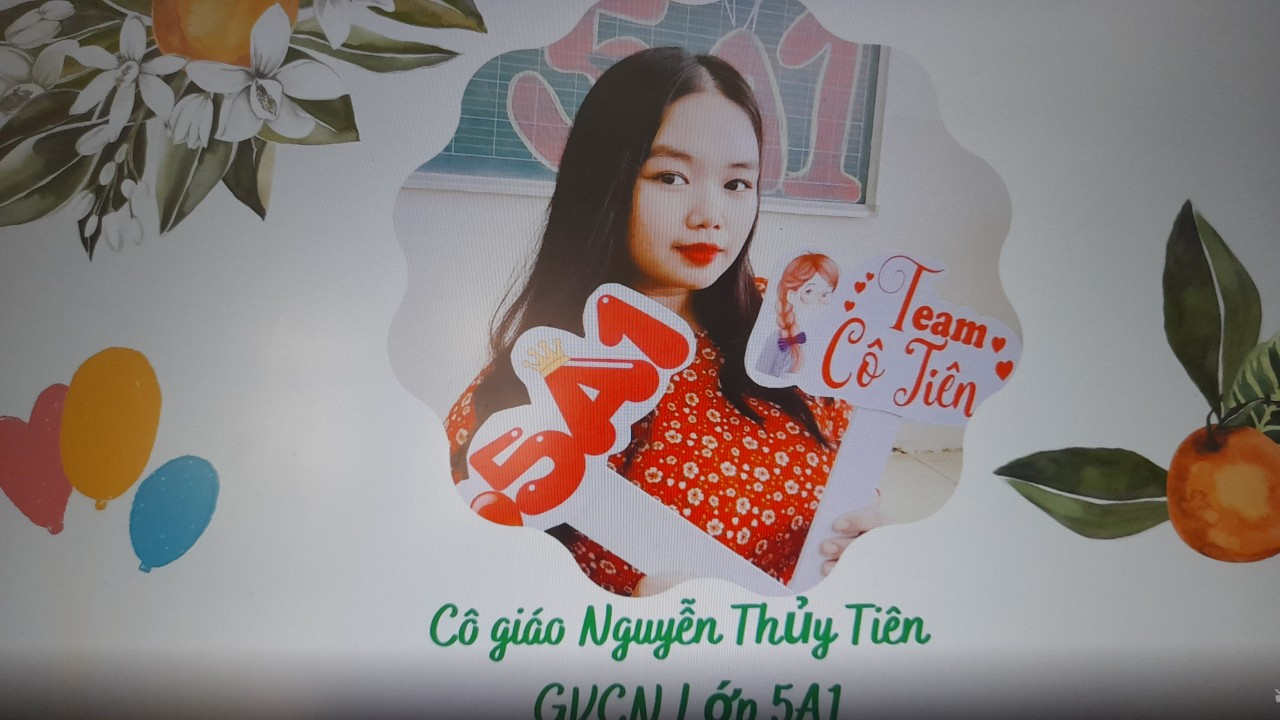 5A1
5A1
Team
Cô Tiên
Cô giáo Nguyễn Thủy Tiên
GVCN Lớp 5A1